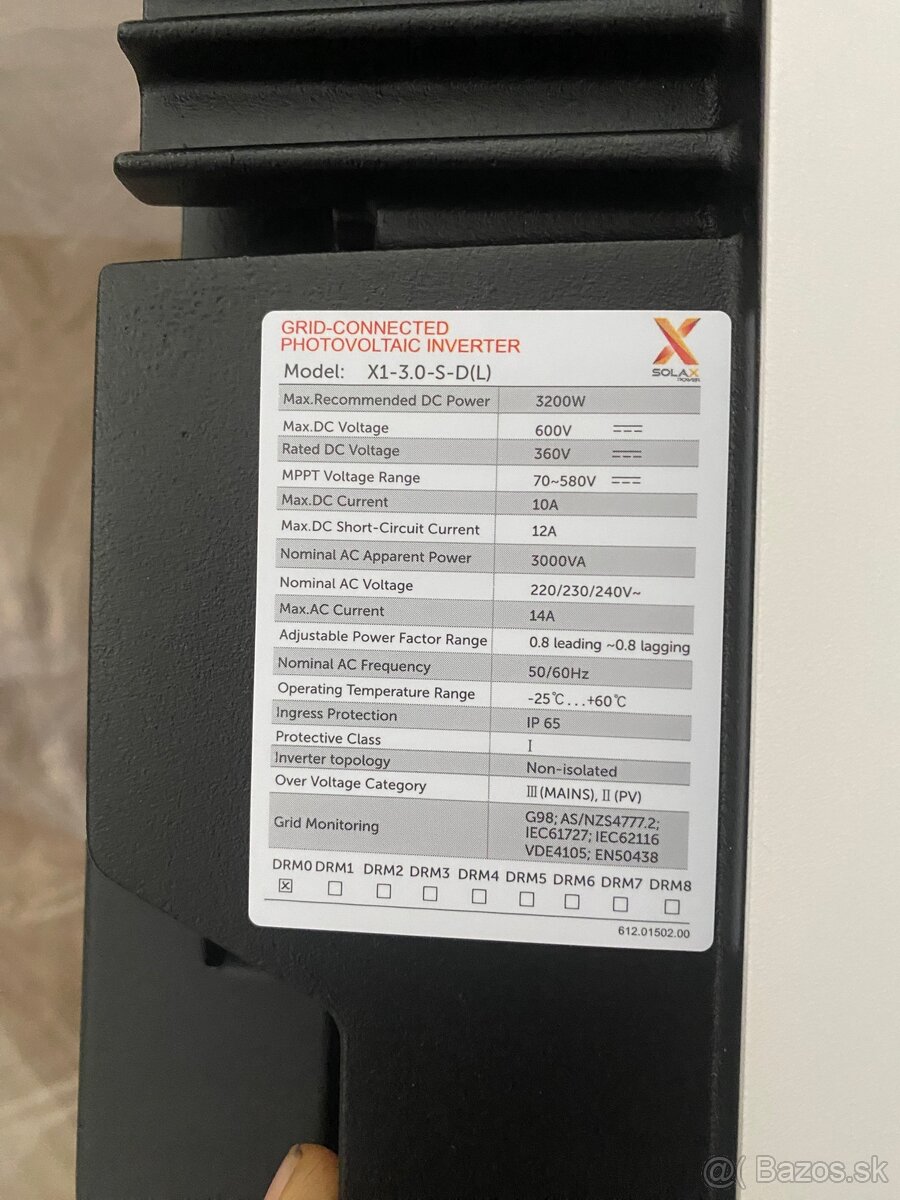 GRID-CONNECTED
PHOTOVOLTAIC INVERTER
SOLAX
POWER
Model: X1-3.0-S-D(L)
Max.Recommended DC Power 3200W
Max.DC Voltage 600V
Rated DC Voltage 360V
MPPT Voltage Range 70~580V
Max.DC Current 10A
Max.DC Short-Circuit Current 12A
Nominal AC Apparent Power 3000VA
Nominal AC Voltage 220/230/240V~
Max.AC Current 14A
Adjustable Power Factor Range 0.8 leading ~0.8 lagging
Nominal AC Frequency 50/60Hz
Operating Temperature Range -25℃...+60℃
Ingress Protection IP 65
Protective Class I
Inverter topology Non-isolated
Over Voltage Category III(MAINS), II(PV)
Grid Monitoring G98; AS/NZS4777.2;
IEC61727; IEC62116
VDE4105; EN50438
DRM0 DRM1 DRM2 DRM3 DRM4 DRM5 DRM6 DRM7 DRM8
612.01502.00
@( Bazos.sk